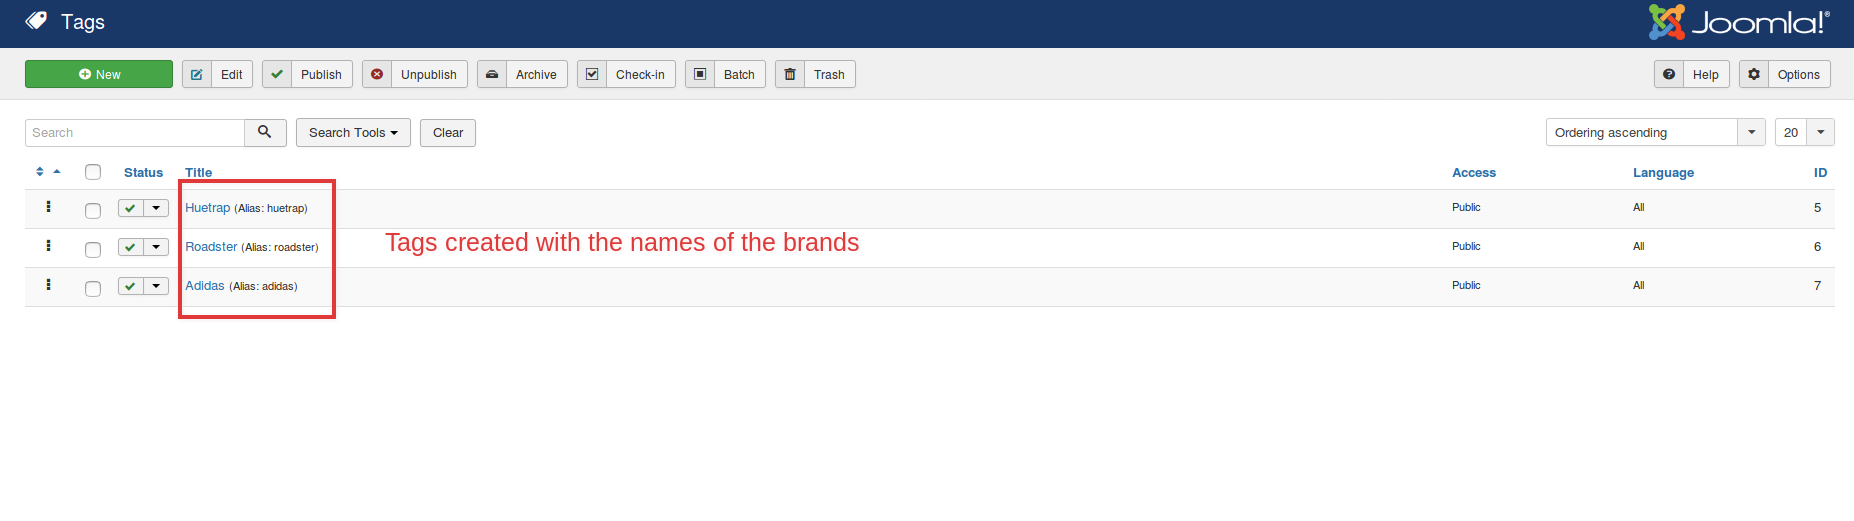 Tags
Joomla!®
New Edit Publish Unpublish Archive Check-in Batch Trash Help Options
Search Search Tools Clear Ordering ascending 20
Status Title Access Language ID
Huetrap (Alias: huetrap) Public All 5
Roadster (Alias: roadster) Public All 6
Tags created with the names of the brands
Adidas (Alias: adidas) Public All 7